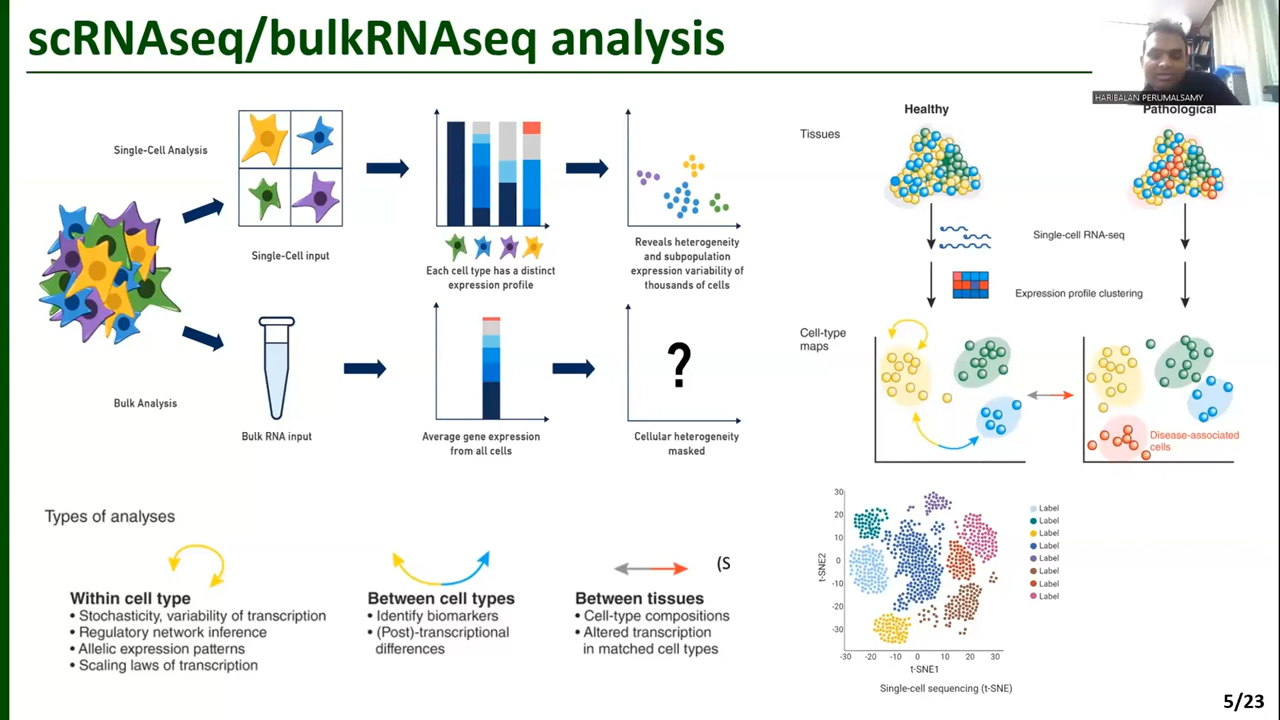 scRNAseq/bulkRNAseq analysis
HARIBALAN PERUMALSAMY
Single-Cell Analysis
Single-Cell input
Each cell type has a distinct
expression profile
Reveals heterogeneity
and subpopulation
expression variability of
thousands of cells
Bulk Analysis
Bulk RNA input
Average gene expression
from all cells
?
Cellular heterogeneity
masked
Healthy
Pathological
Tissues
Single-cell RNA-seq
Expression profile clustering
Cell-type
maps
Disease-associated
cells
Types of analyses
Within cell type
• Stochasticity, variability of transcription
• Regulatory network inference
• Allelic expression patterns
• Scaling laws of transcription
Between cell types
• Identify biomarkers
• (Post)-transcriptional
differences
(S
Between tissues
• Cell-type compositions
• Altered transcription
in matched cell types
t-SNE2
30
20
10
0
-10
-20
-30
-30 -20 -10 0 10 20 30
t-SNE1
Label
Label
Label
Label
Label
Label
Label
Label
Single-cell sequencing (t-SNE)
5/23